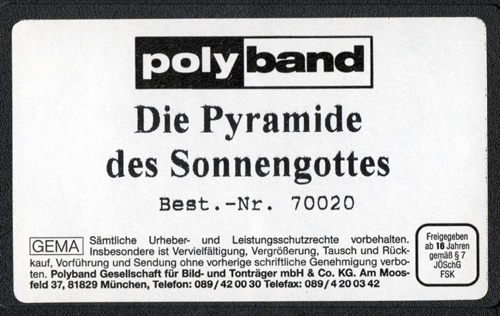 polyband
Die Pyramide
des Sonnengottes
Best.-Nr. 70020
GEMA
Sämtliche Urheber- und Leistungsschutzrechte vorbehalten.
Insbesondere ist Vervielfältigung, Vergrößerung, Tausch und Rück-
kauf, Vorführung und Sendung ohne vorherige schriftliche Genehmigung verbo-
ten. Polyband Gesellschaft für Bild- und Tonträger mbH & Co. KG. Am Moos-
feld 37, 81829 München, Telefon: 089/42 00 30 Telefax: 089/4 20 03 42
Freigegeben
ab 16 Jahren
gemäß § 7
JÖSchG
FSK